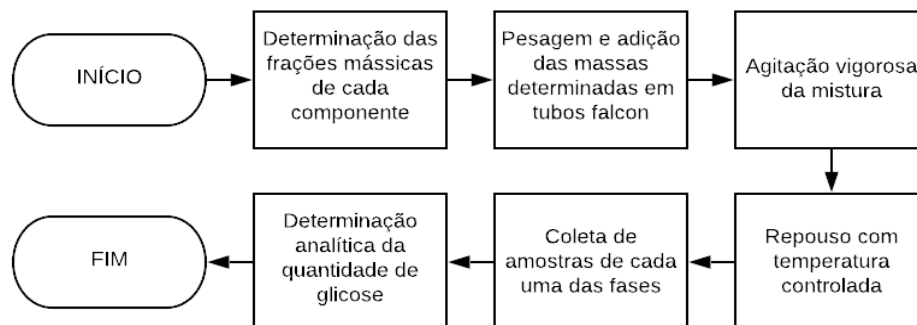 INÍCIO
Determinação das
frações mássicas
de cada
componente
Pesagem e adição
das massas
determinadas em
tubos falcon
Agitação vigorosa
da mistura
Repouso com
temperatura
controlada
Coleta de
amostras de cada
uma das fases
Determinação
analítica da
quantidade de
glicose
FIM